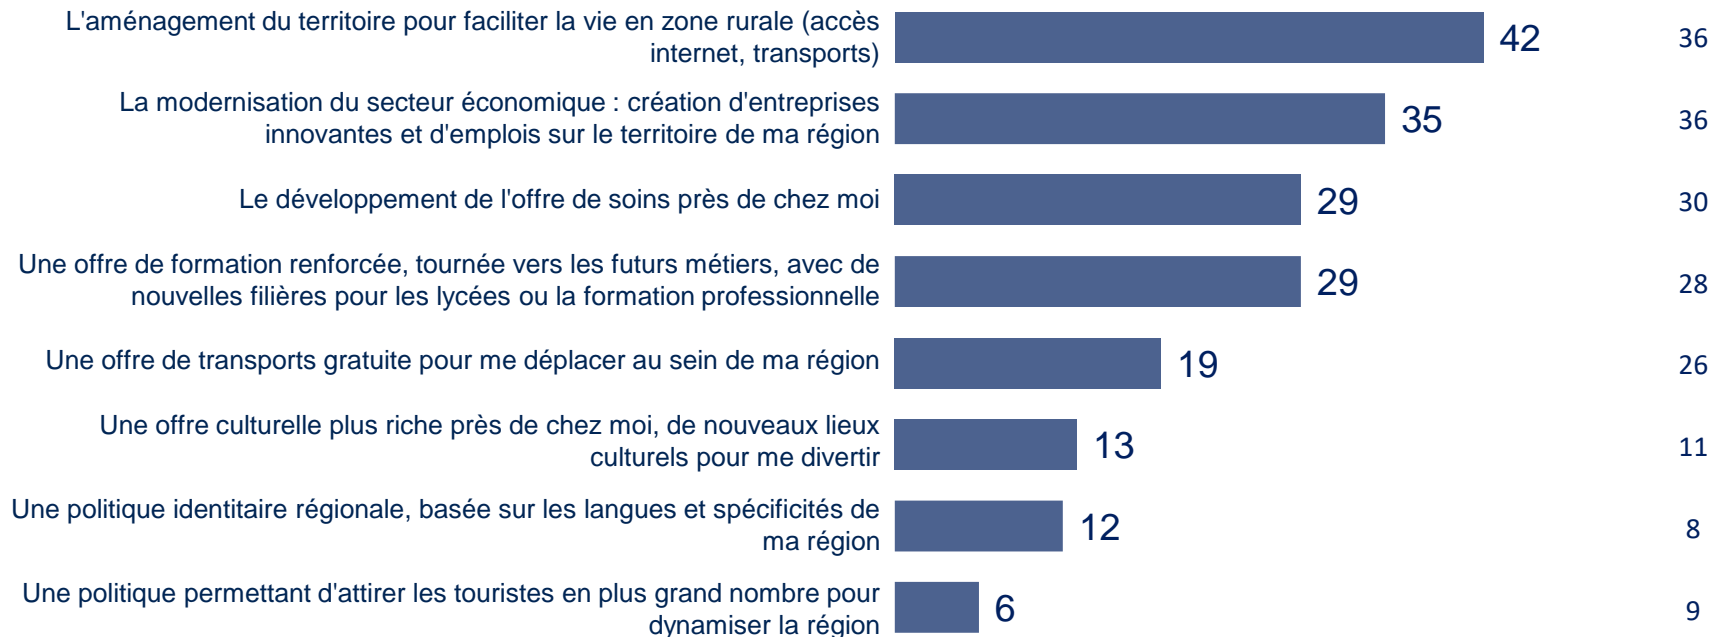 L'aménagement du territoire pour faciliter la vie en zone rurale (accès
internet, transports)
42
36
La modernisation du secteur économique : création d'entreprises
innovantes et d'emplois sur le territoire de ma région
35
36
Le développement de l'offre de soins près de chez moi
29
30
Une offre de formation renforcée, tournée vers les futurs métiers, avec de
nouvelles filières pour les lycées ou la formation professionnelle
29
28
Une offre de transports gratuite pour me déplacer au sein de ma région
19
26
Une offre culturelle plus riche près de chez moi, de nouveaux lieux
culturels pour me divertir
13
11
Une politique identitaire régionale, basée sur les langues et spécificités de
ma région
12
8
Une politique permettant d'attirer les touristes en plus grand nombre pour
dynamiser la région
6
9